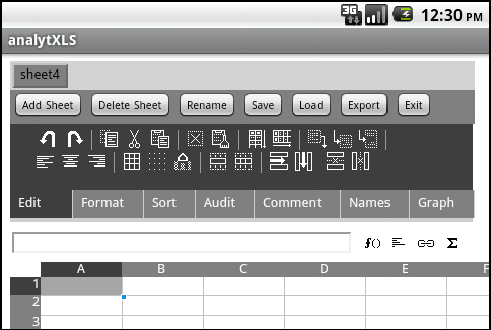 3G 12:30 PM
analytXLS
sheet4
Add Sheet Delete Sheet Rename Save Load Export Exit
Edit Format Sort Audit Comment Names Graph
f() Σ
A B C D E F
1
2
3